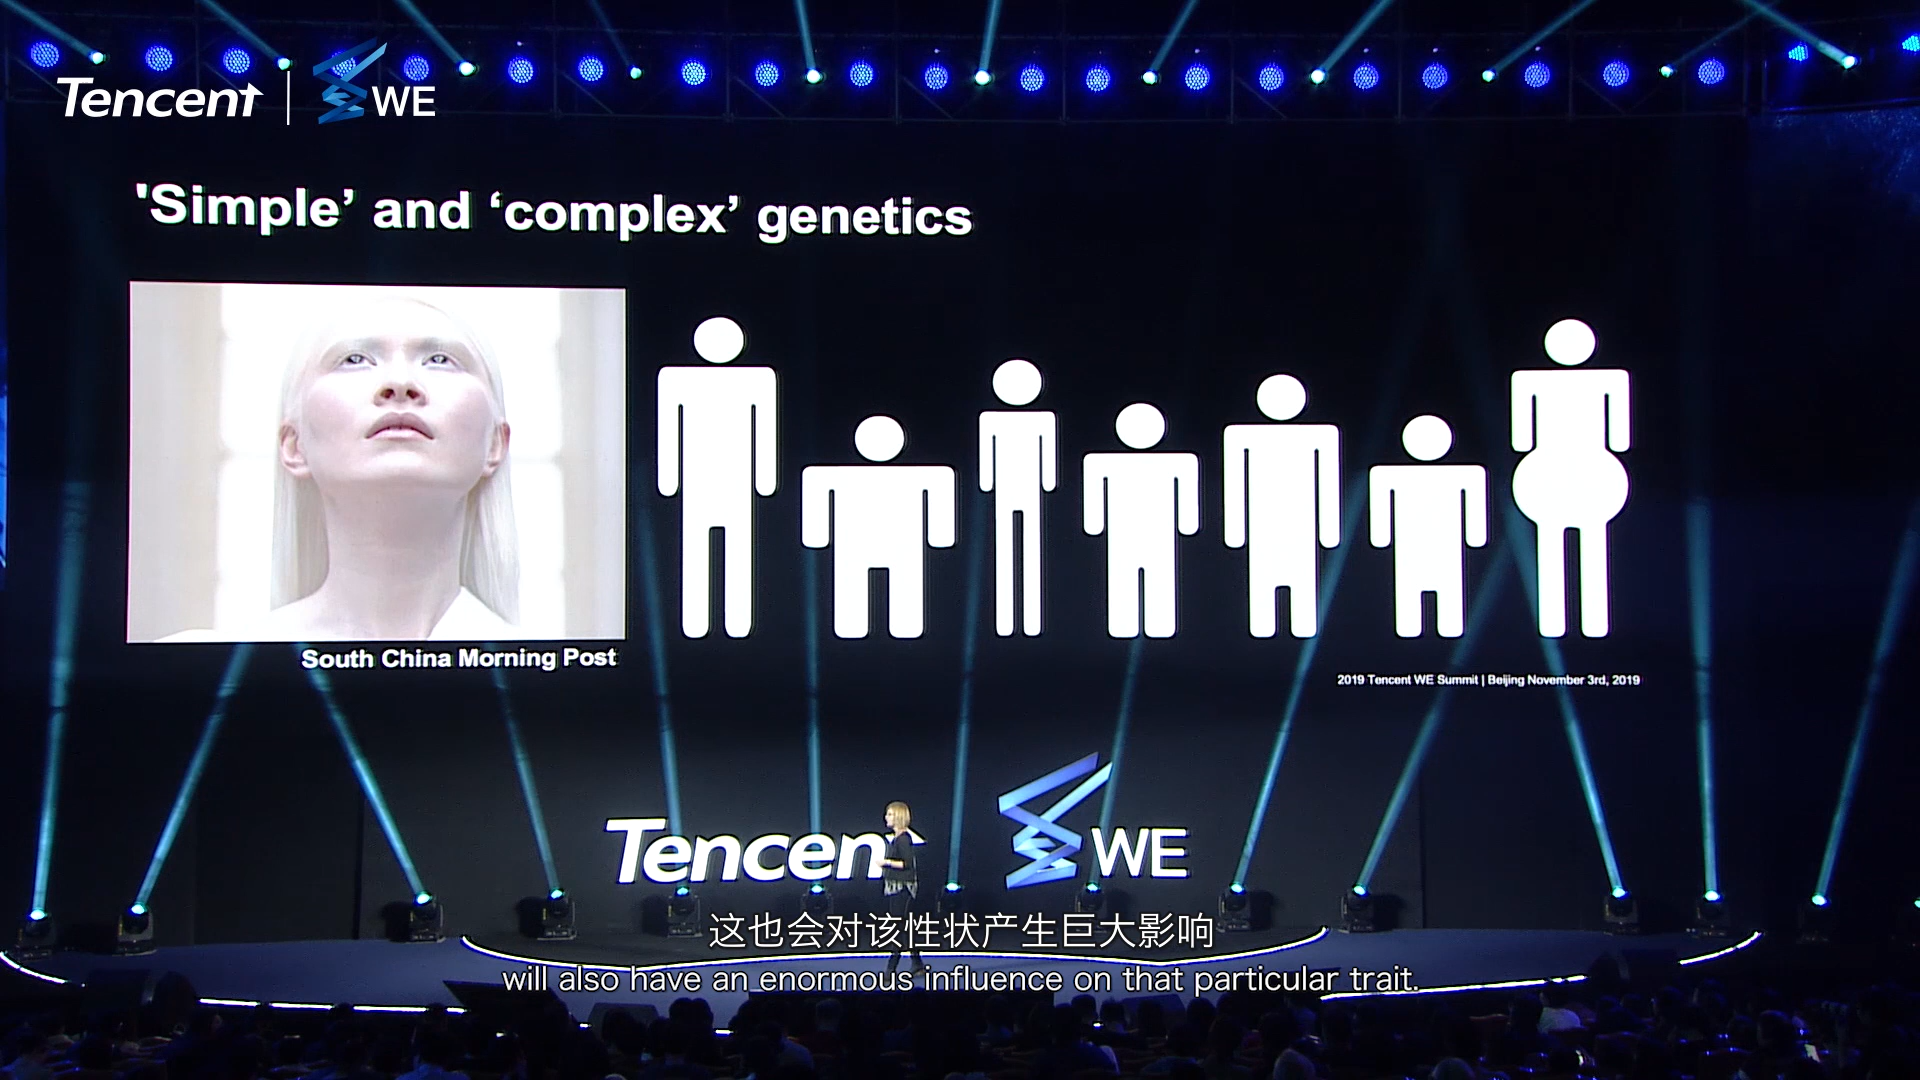 Tencent
WE
'Simple’ and ‘complex’ genetics
South China Morning Post
2019 Tencent WE Summit | Beijing November 3rd, 2019
Tencen
WE
这也会对该性状产生巨大影响
will also have an enormous influence on that particular trait.